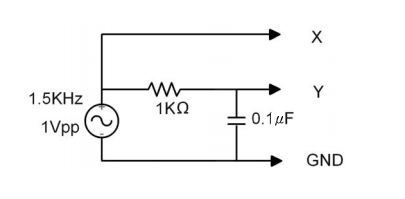 X
Y
1.5KHz
1KΩ
1Vpp
0.1μF
GND